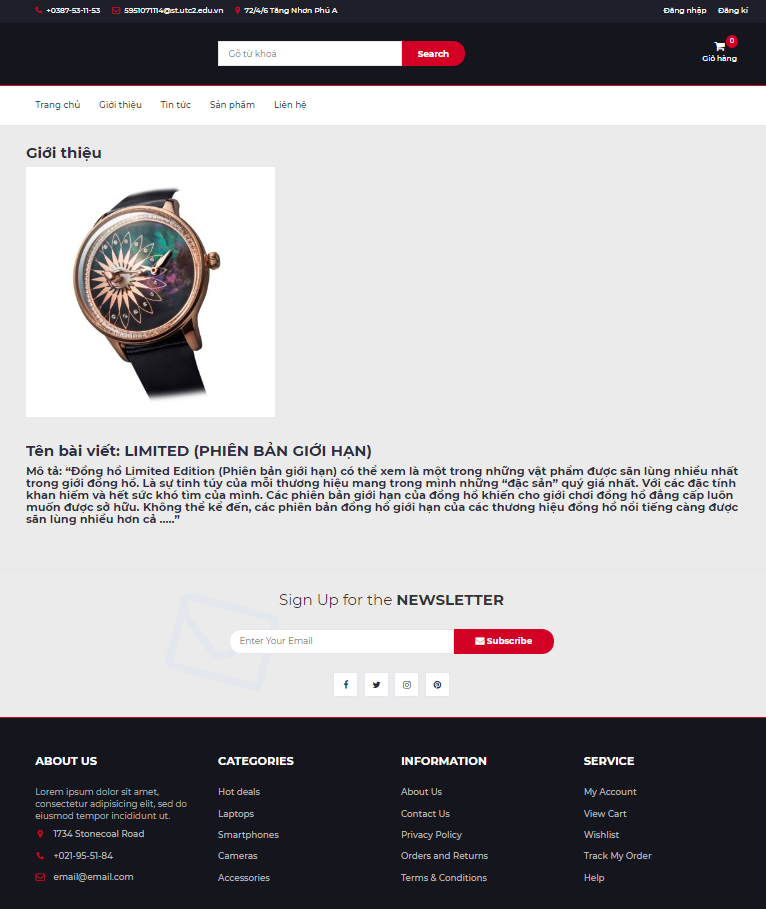 +0387-53-11-53 5951071114@st.utc2.edu.vn 72/4/6 Tăng Nhơn Phú A Đăng nhập Đăng kí
Gõ từ khoá Search
0
Giỏ hàng
Trang chủ Giới thiệu Tin tức Sản phẩm Liên hệ
Giới thiệu
Tên bài viết: LIMITED (PHIÊN BẢN GIỚI HẠN)
Mô tả: “Đồng hồ Limited Edition (Phiên bản giới hạn) có thể xem là một trong những vật phẩm được săn lùng nhiều nhất
trong giới đồng hồ. Là sự tinh túy của mỗi thương hiệu mang trong mình những “đặc sản” quý giá nhất. Với các đặc tính
khan hiếm và hết sức khó tìm của mình. Các phiên bản giới hạn của đồng hồ khiến cho giới chơi đồng hồ đẳng cấp luôn
muốn được sở hữu. Không thể kể đến, các phiên bản đồng hồ giới hạn của các thương hiệu đồng hồ nổi tiếng càng được
săn lùng nhiều hơn cả .....”
Sign Up for the NEWSLETTER
Enter Your Email Subscribe
ABOUT US
Lorem ipsum dolor sit amet,
consectetur adipisicing elit, sed do
eiusmod tempor incididunt ut.
1734 Stonecoal Road
+021-95-51-84
email@email.com
CATEGORIES
Hot deals
Laptops
Smartphones
Cameras
Accessories
INFORMATION
About Us
Contact Us
Privacy Policy
Orders and Returns
Terms & Conditions
SERVICE
My Account
View Cart
Wishlist
Track My Order
Help